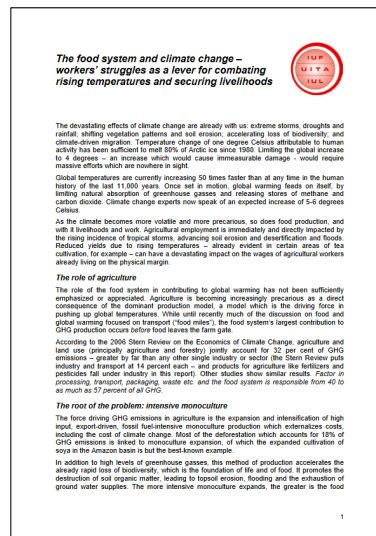 The food system and climate change –
workers' struggles as a lever for combating
rising temperatures and securing livelihoods
IUF
UITA
IUL
The devastating effects of climate change are already with us: extreme storms, droughts and
rainfall; shifting vegetation patterns and soil erosion; accelerating loss of biodiversity; and
climate-driven migration. Temperature change of one degree Celsius attributable to human
activity has been sufficient to melt 80% of Arctic ice since 1980. Limiting the global increase
to 4 degrees – an increase which would cause immeasurable damage - would require
massive efforts which are nowhere in sight.
Global temperatures are currently increasing 50 times faster than at any time in the human
history of the last 11,000 years. Once set in motion, global warming feeds on itself, by
limiting natural absorption of greenhouse gasses and releasing stores of methane and
carbon dioxide. Climate change experts now speak of an expected increase of 5-6 degrees
Celsius.
As the climate becomes more volatile and more precarious, so does food production, and
with it livelihoods and work. Agricultural employment is immediately and directly impacted by
the rising incidence of tropical storms, advancing soil erosion and desertification and floods.
Reduced yields due to rising temperatures – already evident in certain areas of tea
cultivation, for example – can have a devastating impact on the wages of agricultural workers
already living on the physical margin.
The role of agriculture
The role of the food system in contributing to global warming has not been sufficiently
emphasized or appreciated. Agriculture is becoming increasingly precarious as a direct
consequence of the dominant production model, a model which is the driving force in
pushing up global temperatures. While until recently much of the discussion on food and
global warming focused on transport ("food miles"), the food system's largest contribution to
GHG production occurs before food leaves the farm gate.
According to the 2006 Stern Review on the Economics of Climate Change, agriculture and
land use (principally agriculture and forestry) jointly account for 32 per cent of GHG
emissions – greater by far than any other single industry or sector (the Stern Review puts
industry and transport at 14 percent each – and products for agriculture like fertilizers and
pesticides fall under industry in this report). Other studies show similar results. Factor in
processing, transport, packaging, waste etc. and the food system is responsible from 40 to
as much as 57 percent of all GHG.
The root of the problem: intensive monoculture
The force driving GHG emissions in agriculture is the expansion and intensification of high
input, export-driven, fossil fuel-intensive monoculture production which externalizes costs,
including the cost of climate change. Most of the deforestation which accounts for 18% of
GHG emissions is linked to monoculture expansion, of which the expanded cultivation of
soya in the Amazon basin is but the best-known example.
In addition to high levels of greenhouse gasses, this method of production accelerates the
already rapid loss of biodiversity, which is the foundation of life and of food. It promotes the
destruction of soil organic matter, leading to topsoil erosion, flooding and the exhaustion of
ground water supplies. The more intensive monoculture expands, the greater is the food
1